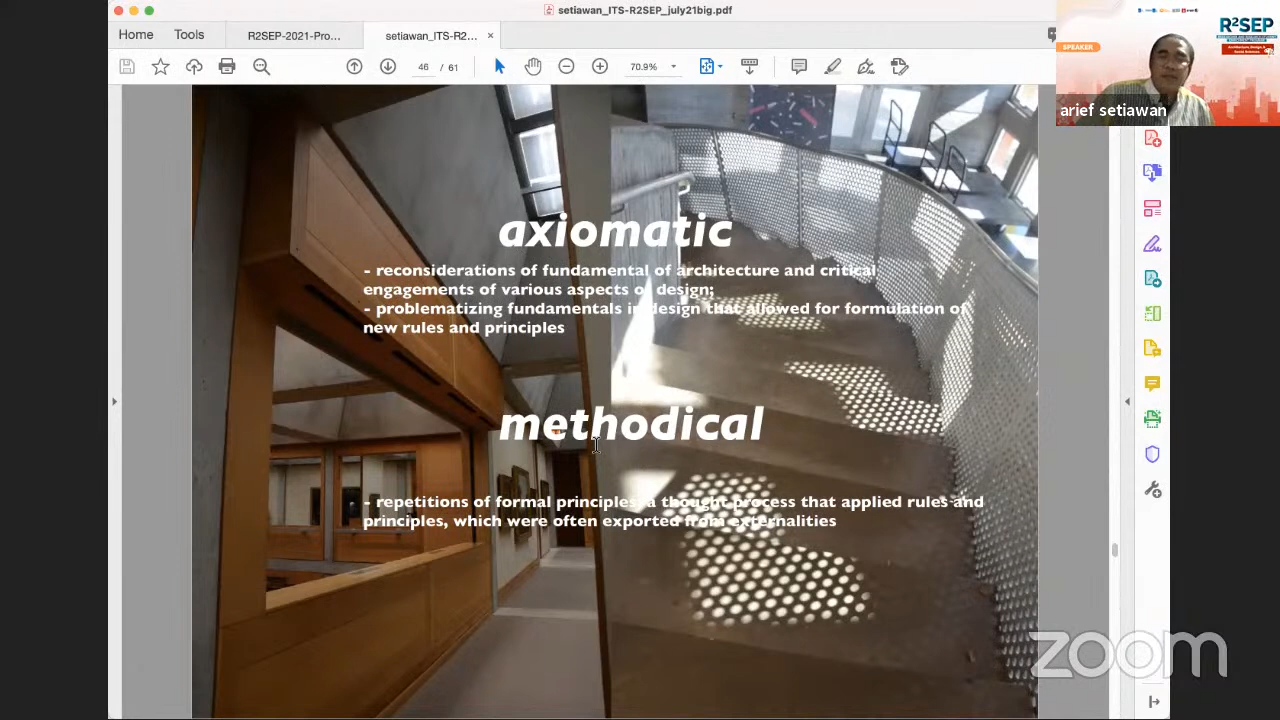 setiawan_ITS-R2SEP_july21big.pdf
Home
Tools
R2SEP-2021-Pro...
setiawan_ITS-R2...
46 / 61
70.9%
R²SEP
SPEAKER
arief setiawan
axiomatic
- reconsiderations of fundamental of architecture and critical
engagements of various aspects of design;
- problematizing fundamentals in design that allowed for formulation of
new rules and principles
methodical
- repetitions of formal principles, a thought process that applied rules and
principles, which were often exported from externalities
zoom